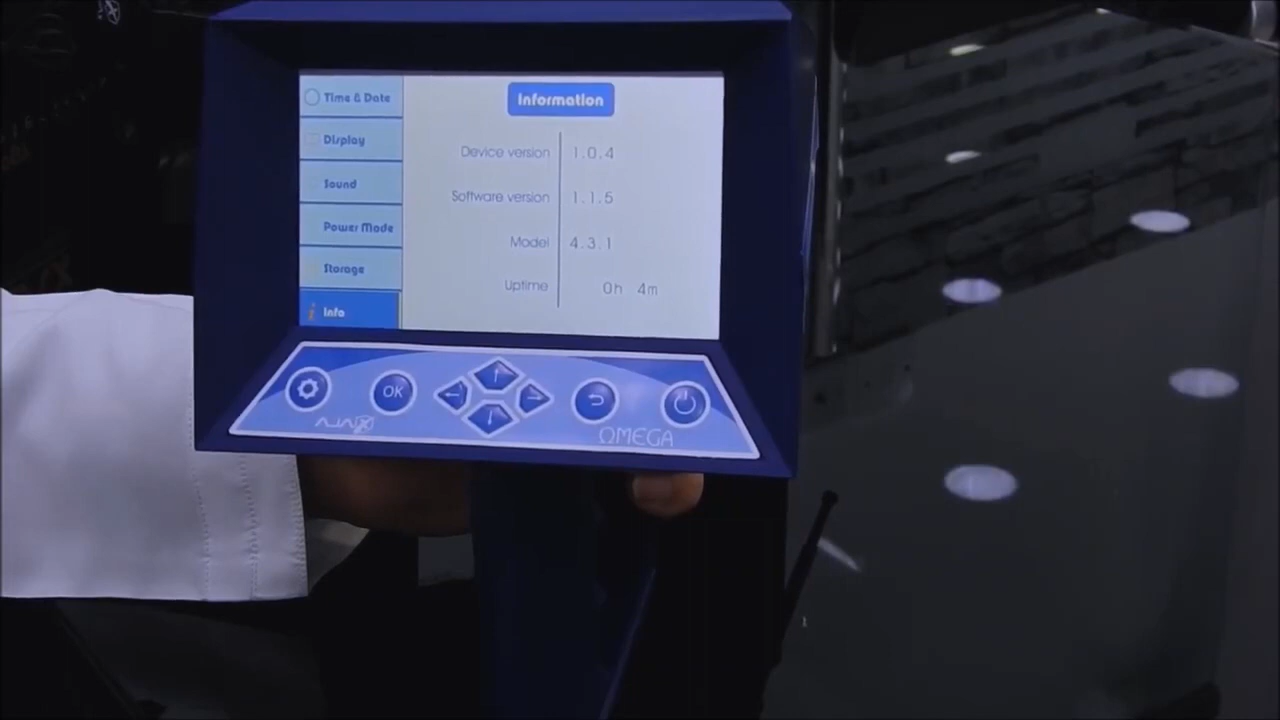 Time & Date
Display
Sound
Power Mode
Storage
Info
Information
Device version 1.0.4
Software version 1.1.5
Model 4.3.1
Uptime 0h 4m
OK
AJAX
OMEGA